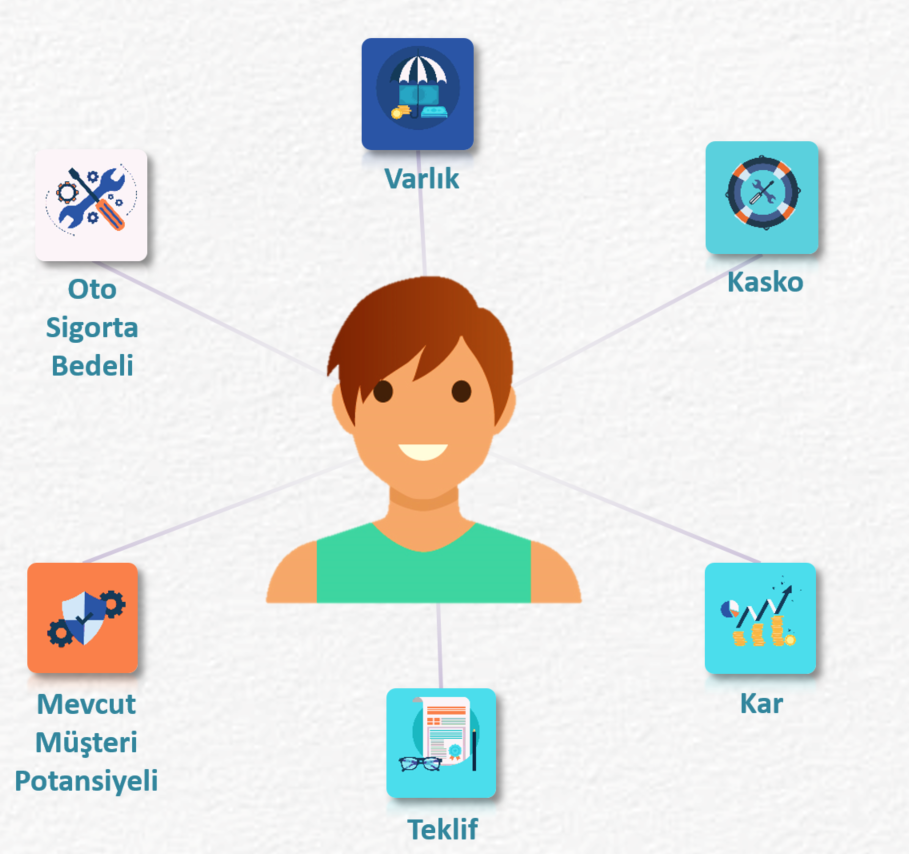 Varlık
Oto
Sigorta
Bedeli
Kasko
Mevcut
Müşteri
Potansiyeli
Kar
Teklif